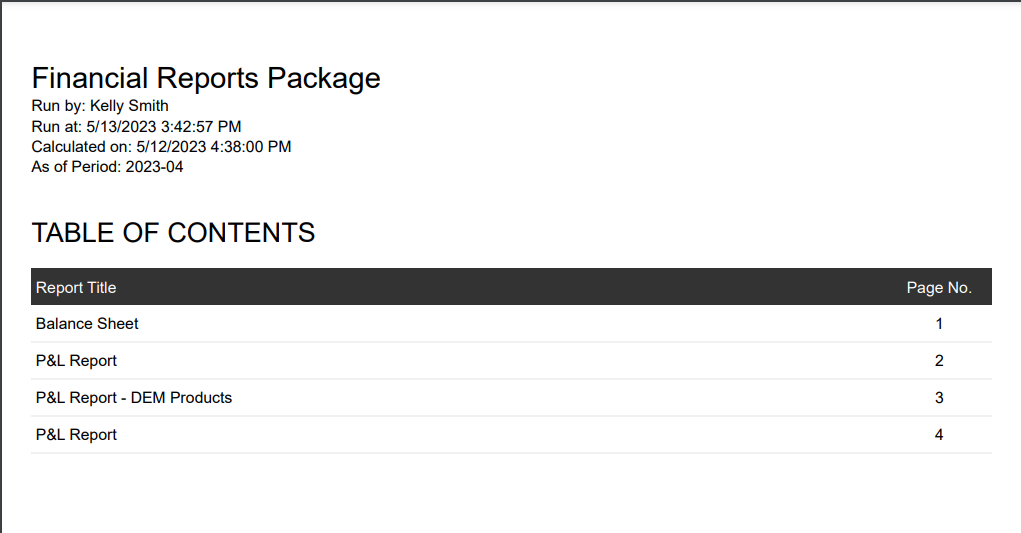 Financial Reports Package
Run by: Kelly Smith
Run at: 5/13/2023 3:42:57 PM
Calculated on: 5/12/2023 4:38:00 PM
As of Period: 2023-04
TABLE OF CONTENTS
Report Title Page No.
Balance Sheet 1
P&L Report 2
P&L Report - DEM Products 3
P&L Report 4